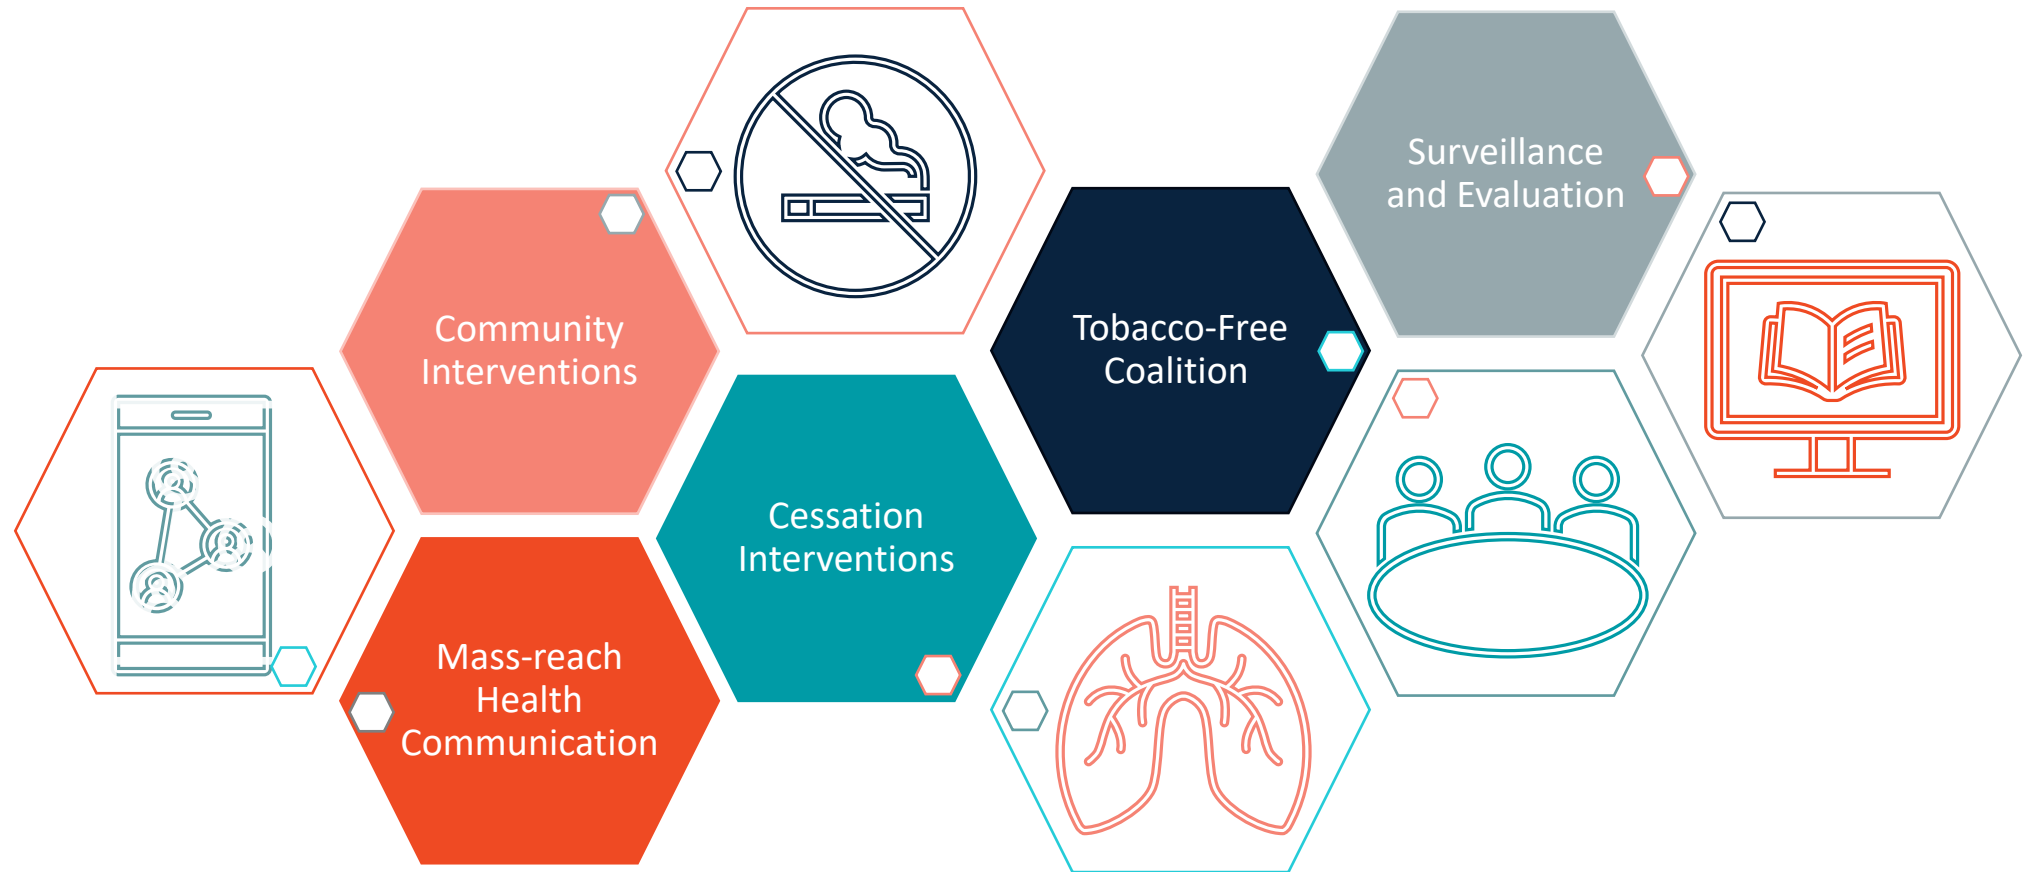 Surveillance
and Evaluation
Community
Interventions
Tobacco-Free
Coalition
Cessation
Interventions
Mass-reach
Health
Communication